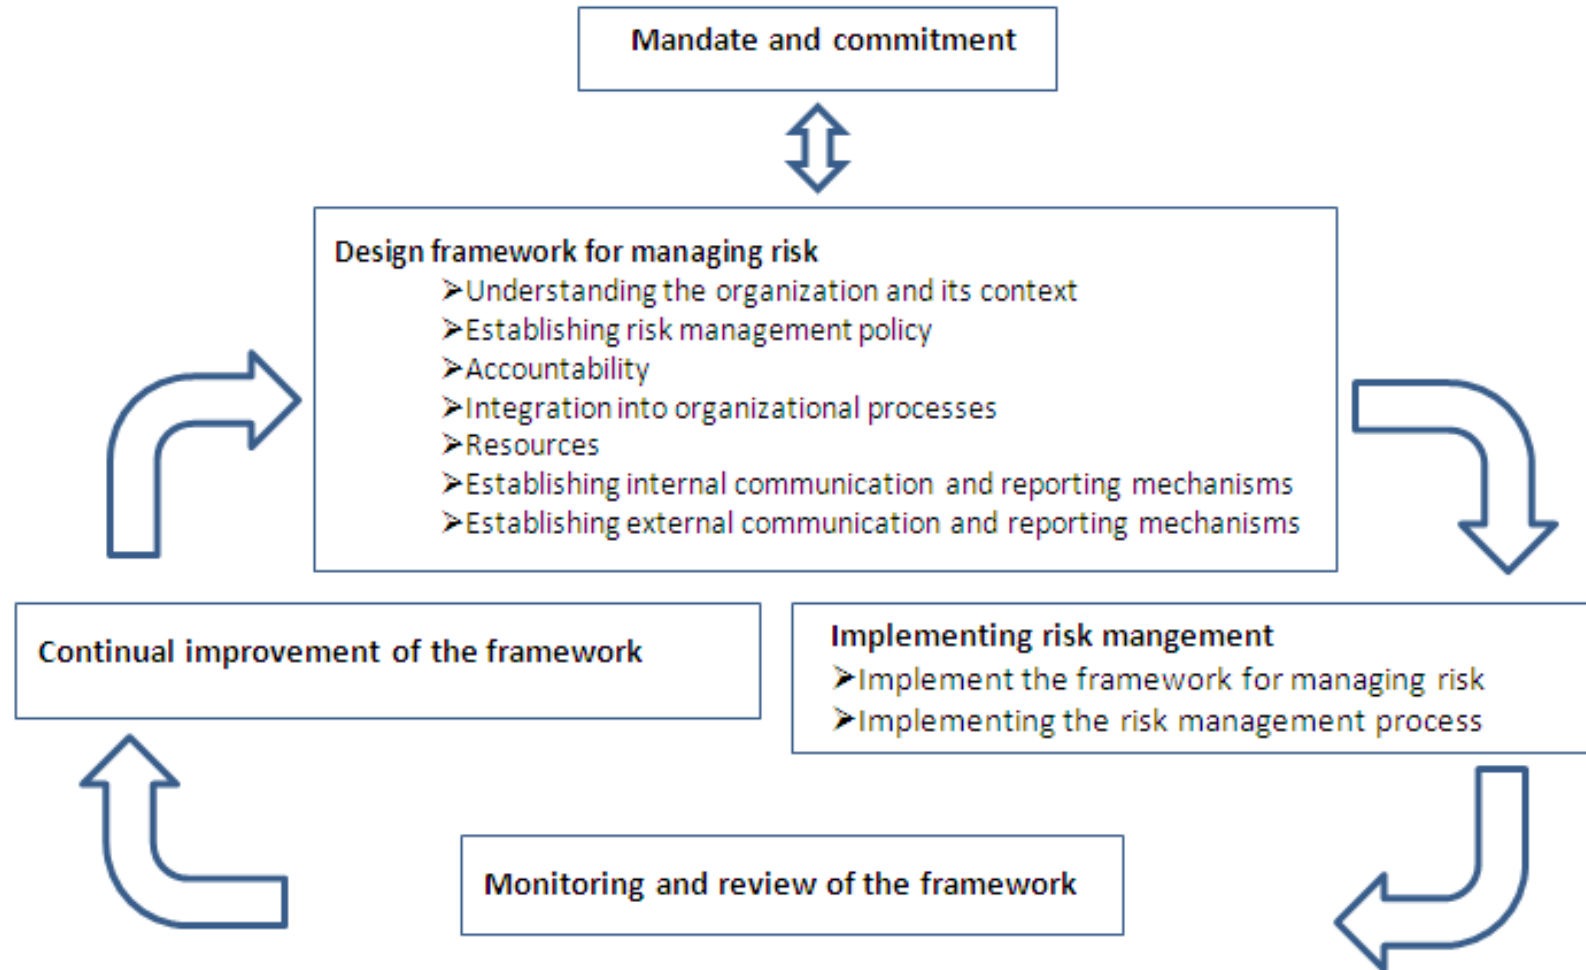 Mandate and commitment
Design framework for managing risk
➢Understanding the organization and its context
➢Establishing risk management policy
➢Accountability
➢Integration into organizational processes
➢Resources
➢Establishing internal communication and reporting mechanisms
➢Establishing external communication and reporting mechanisms
Continual improvement of the framework
Implementing risk mangement
➢Implement the framework for managing risk
➢Implementing the risk management process
Monitoring and review of the framework